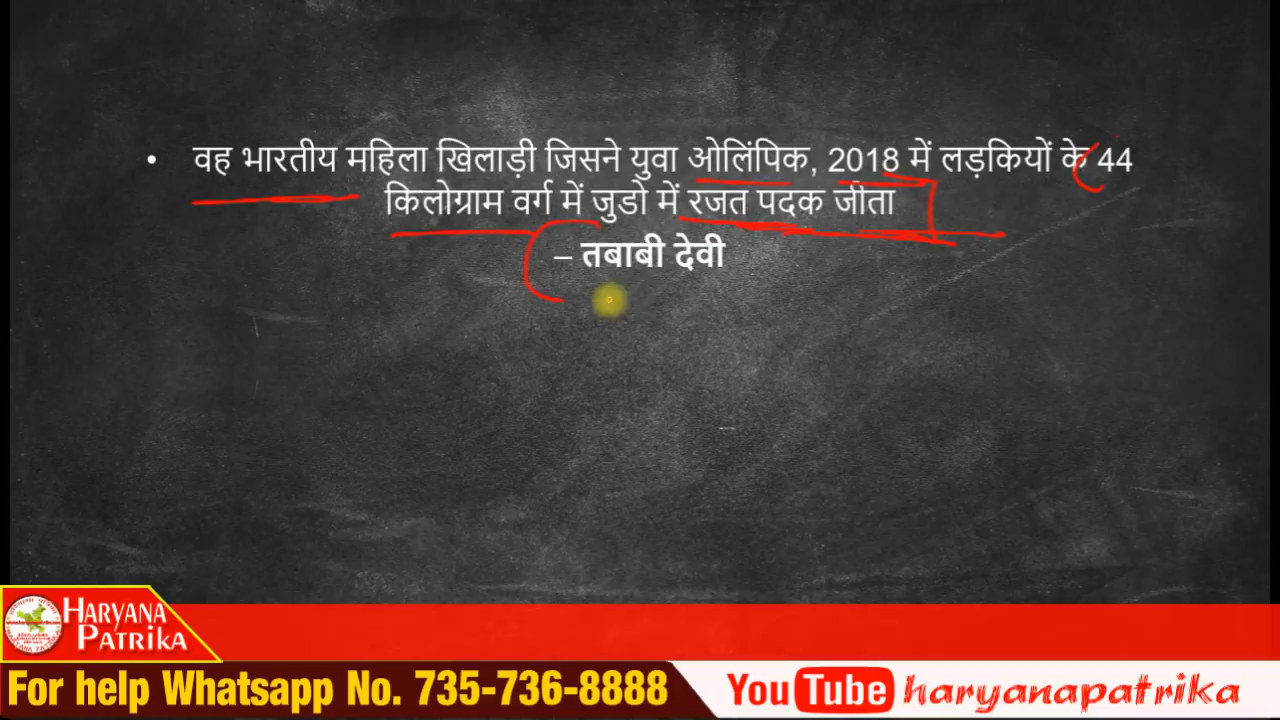 • वह भारतीय महिला खिलाड़ी जिसने युवा ओलिंपिक, 2018 में लड़कियों के 44
किलोग्राम वर्ग में जुडो में रजत पदक जीता
– तबाबी देवी
HARYANA
PATRIKA
For help Whatsapp No. 735-736-8888
YouTube haryanapatrika